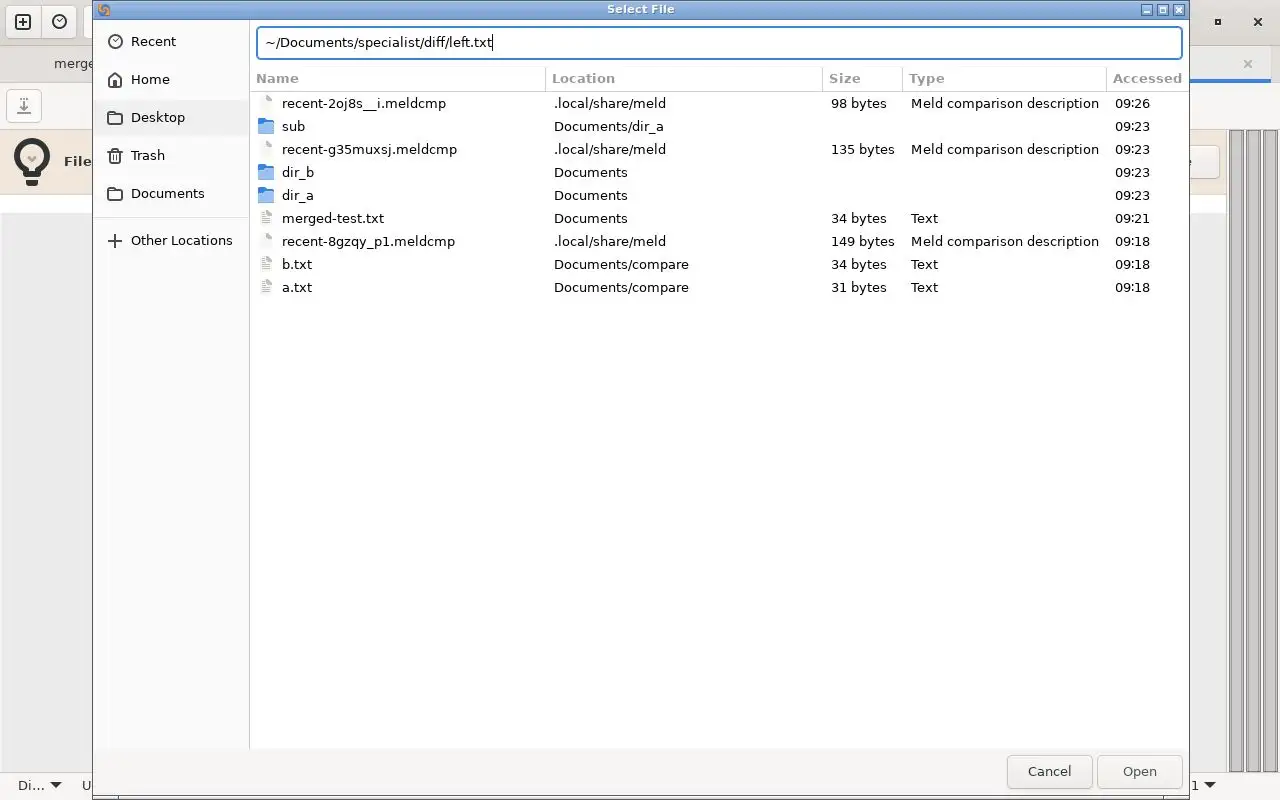 Select File
Recent
Home
Desktop
Trash
Documents
Other Locations
~/Documents/specialist/diff/left.txt
Name Location Size Type Accessed
recent-2oj8s__i.meldcmp .local/share/meld 98 bytes Meld comparison description 09:26
sub Documents/dir_a 09:23
recent-g35muxsj.meldcmp .local/share/meld 135 bytes Meld comparison description 09:23
dir_b Documents 09:23
dir_a Documents 09:23
merged-test.txt Documents 34 bytes Text 09:21
recent-8gzqy_p1.meldcmp .local/share/meld 149 bytes Meld comparison description 09:18
b.txt Documents/compare 34 bytes Text 09:18
a.txt Documents/compare 31 bytes Text 09:18
Cancel Open
merge
File
Di... U
1